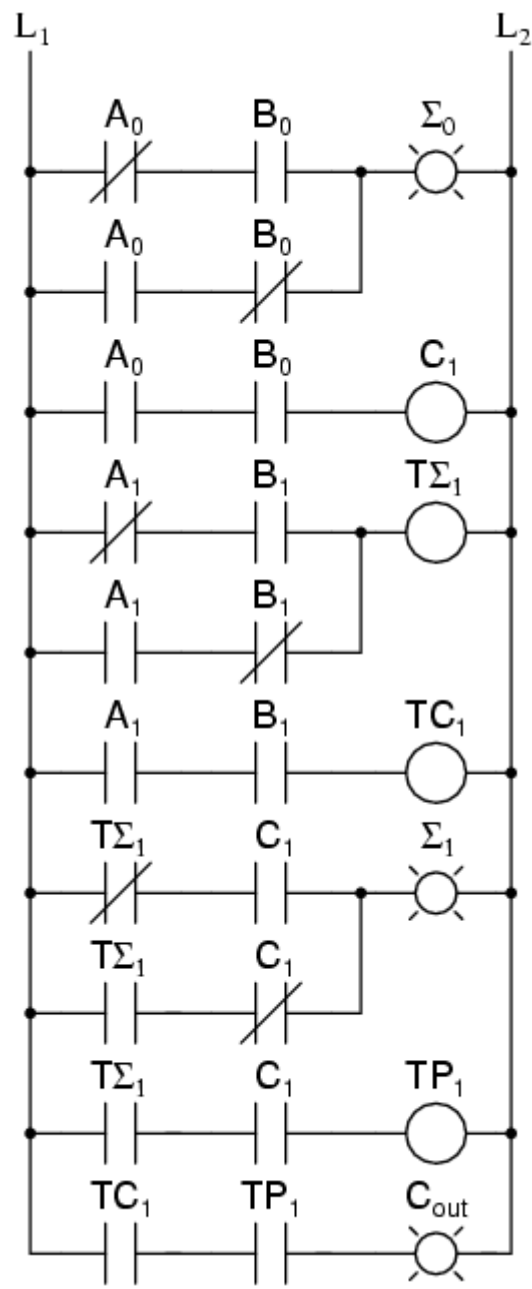 L₁ L₂
A₀ B₀ Σ₀
A₀ B₀
A₀ B₀ C₁
A₁ B₁ TΣ₁
A₁ B₁
A₁ B₁ TC₁
TΣ₁ C₁ Σ₁
TΣ₁ C₁
TΣ₁ C₁ TP₁
TC₁ TP₁ Cout